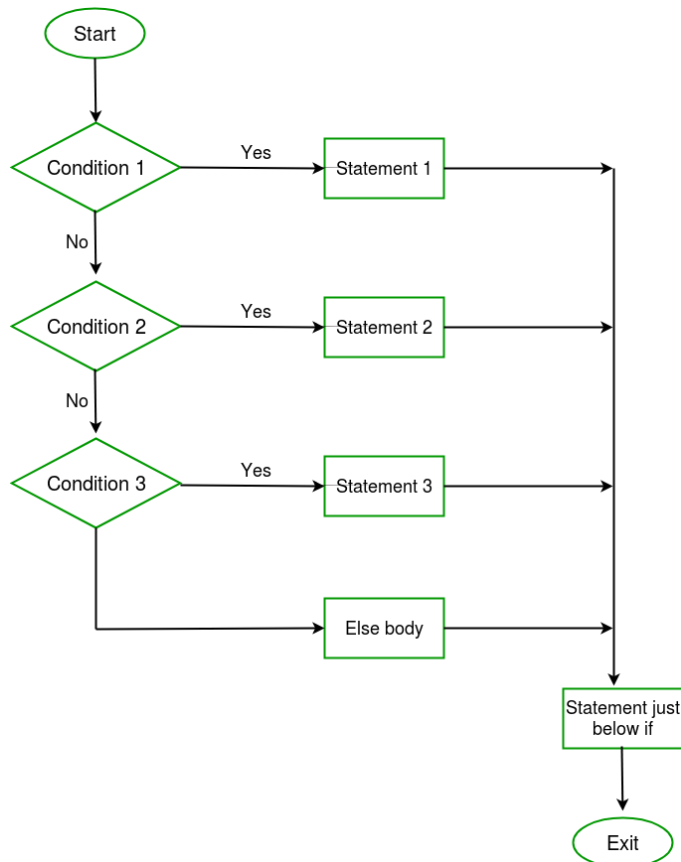 Start
Condition 1
Yes
Statement 1
No
Condition 2
Yes
Statement 2
No
Condition 3
Yes
Statement 3
Else body
Statement just
below if
Exit